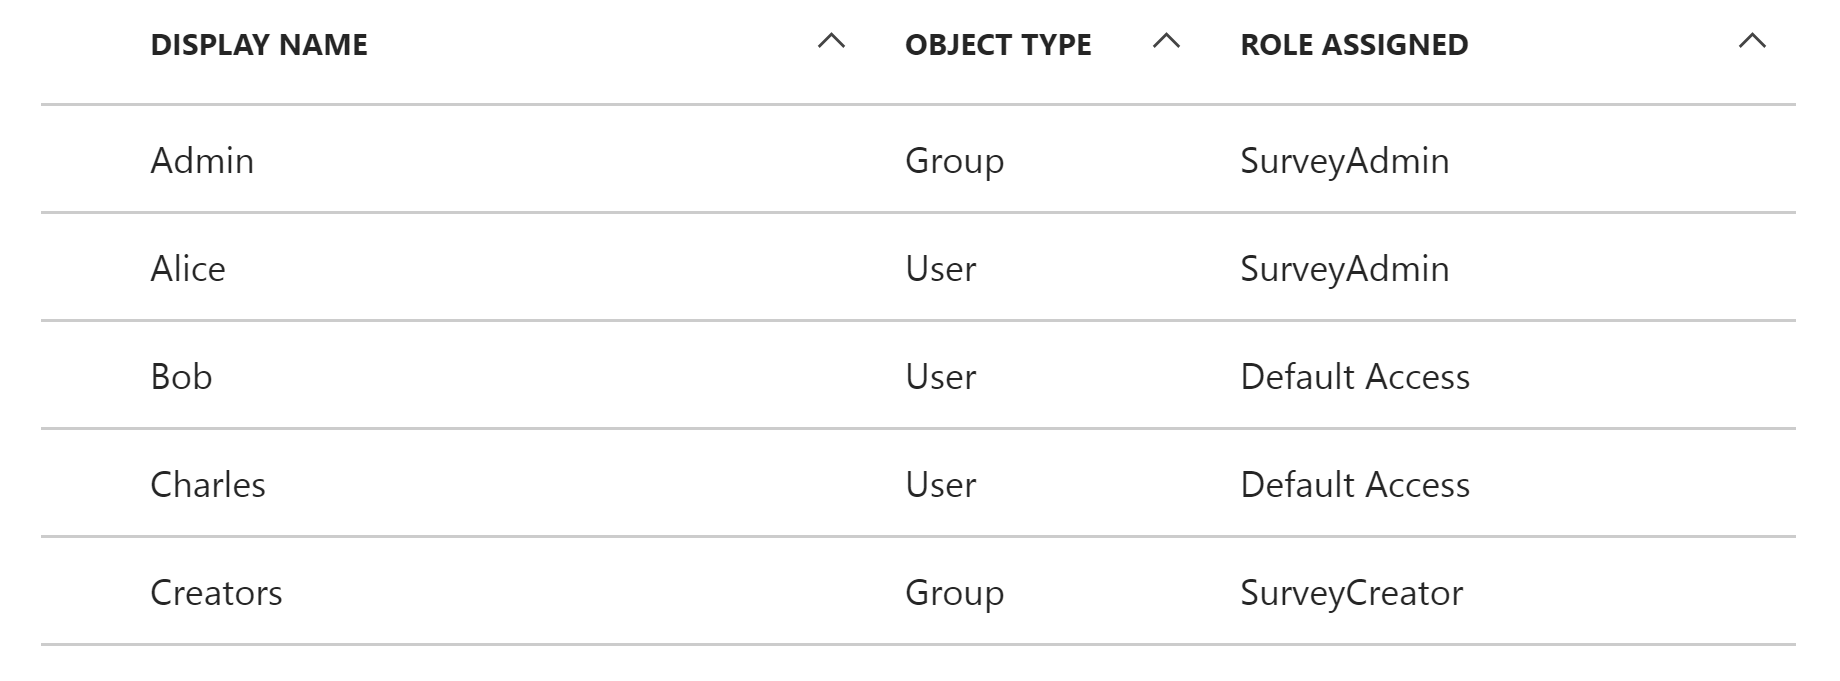 DISPLAY NAME OBJECT TYPE ROLE ASSIGNED
Admin Group SurveyAdmin
Alice User SurveyAdmin
Bob User Default Access
Charles User Default Access
Creators Group SurveyCreator